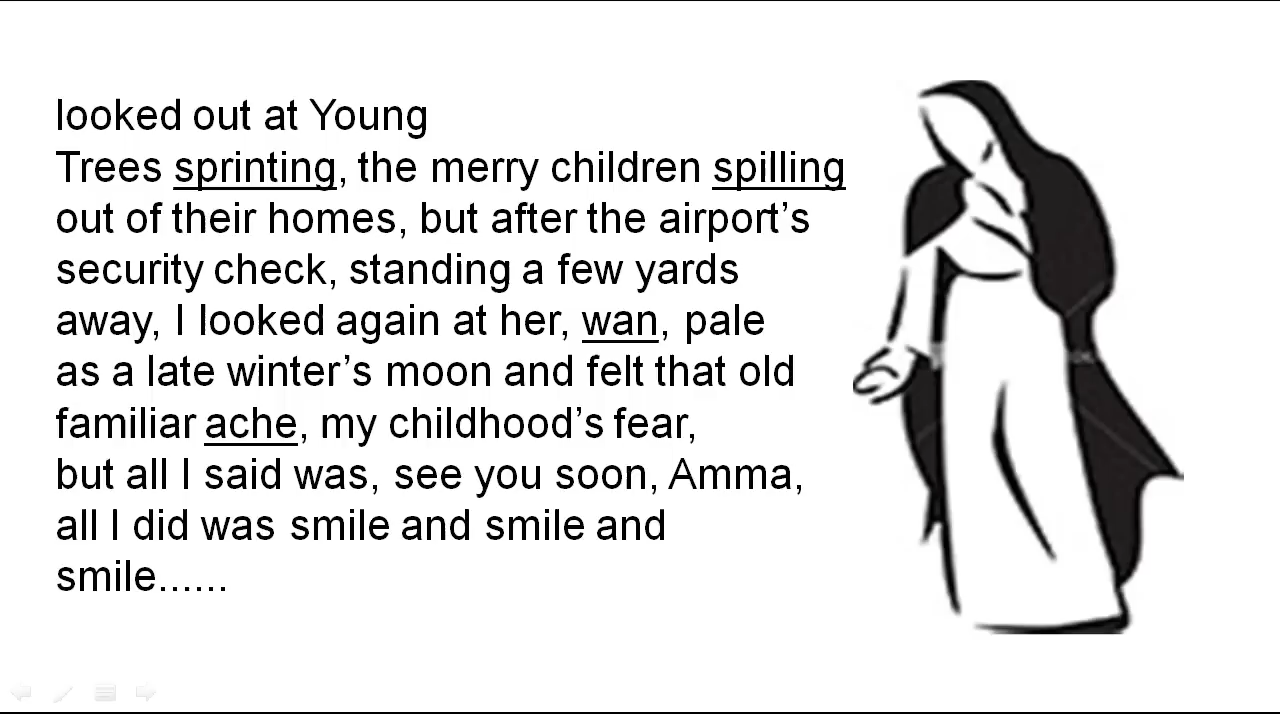 looked out at Young
Trees sprinting, the merry children spilling
out of their homes, but after the airport’s
security check, standing a few yards
away, I looked again at her, wan, pale
as a late winter’s moon and felt that old
familiar ache, my childhood’s fear,
but all I said was, see you soon, Amma,
all I did was smile and smile and
smile......